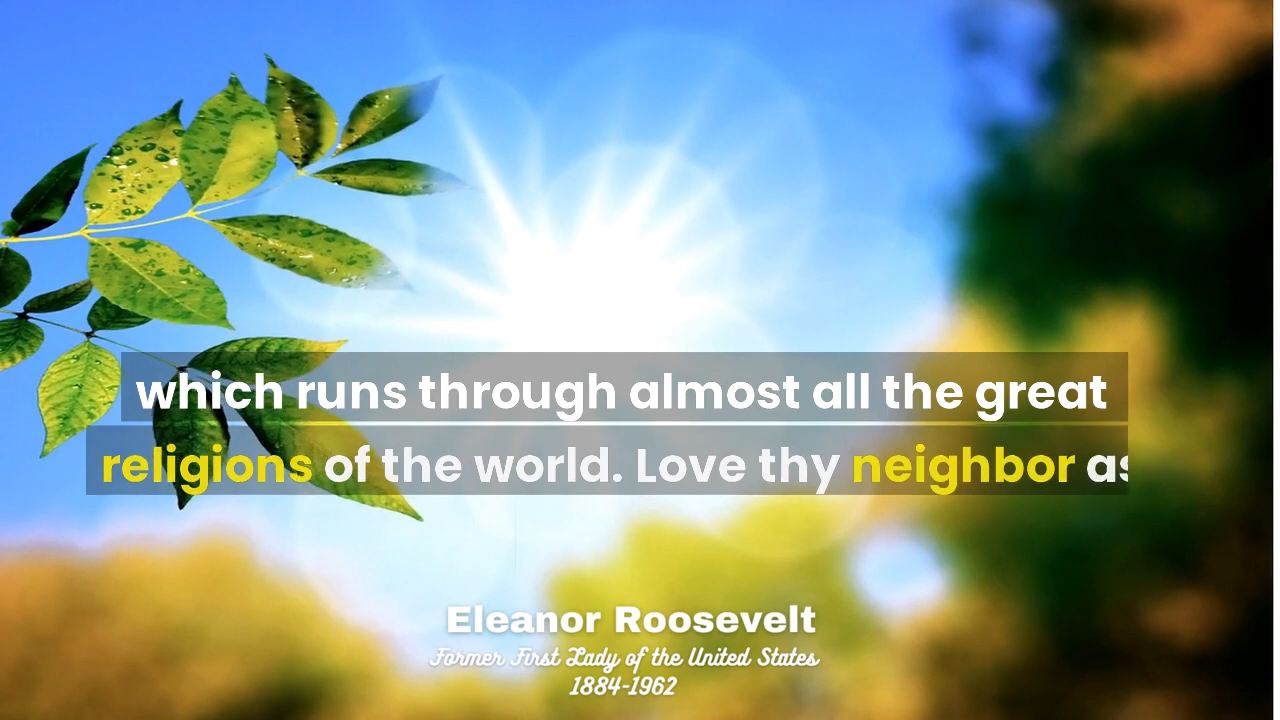 which runs through almost all the great
religions of the world. Love thy neighbor as
Eleanor Roosevelt
Former First Lady of the United States
1884-1962